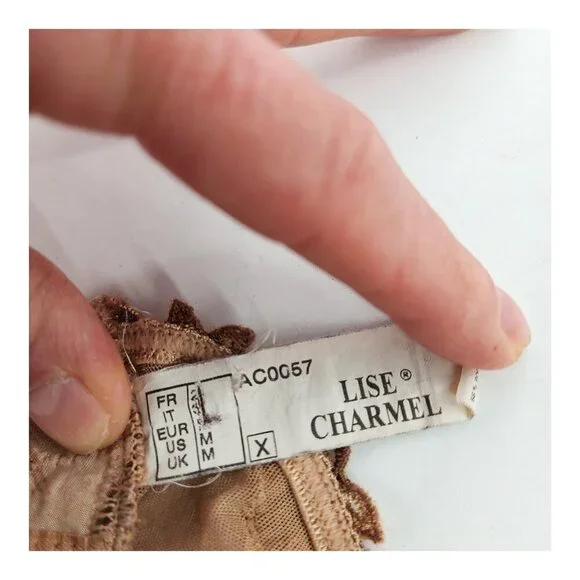 AC0057
LISE®
CHARMEL
FR
IT
EUR
US
UK
L
M
M
X